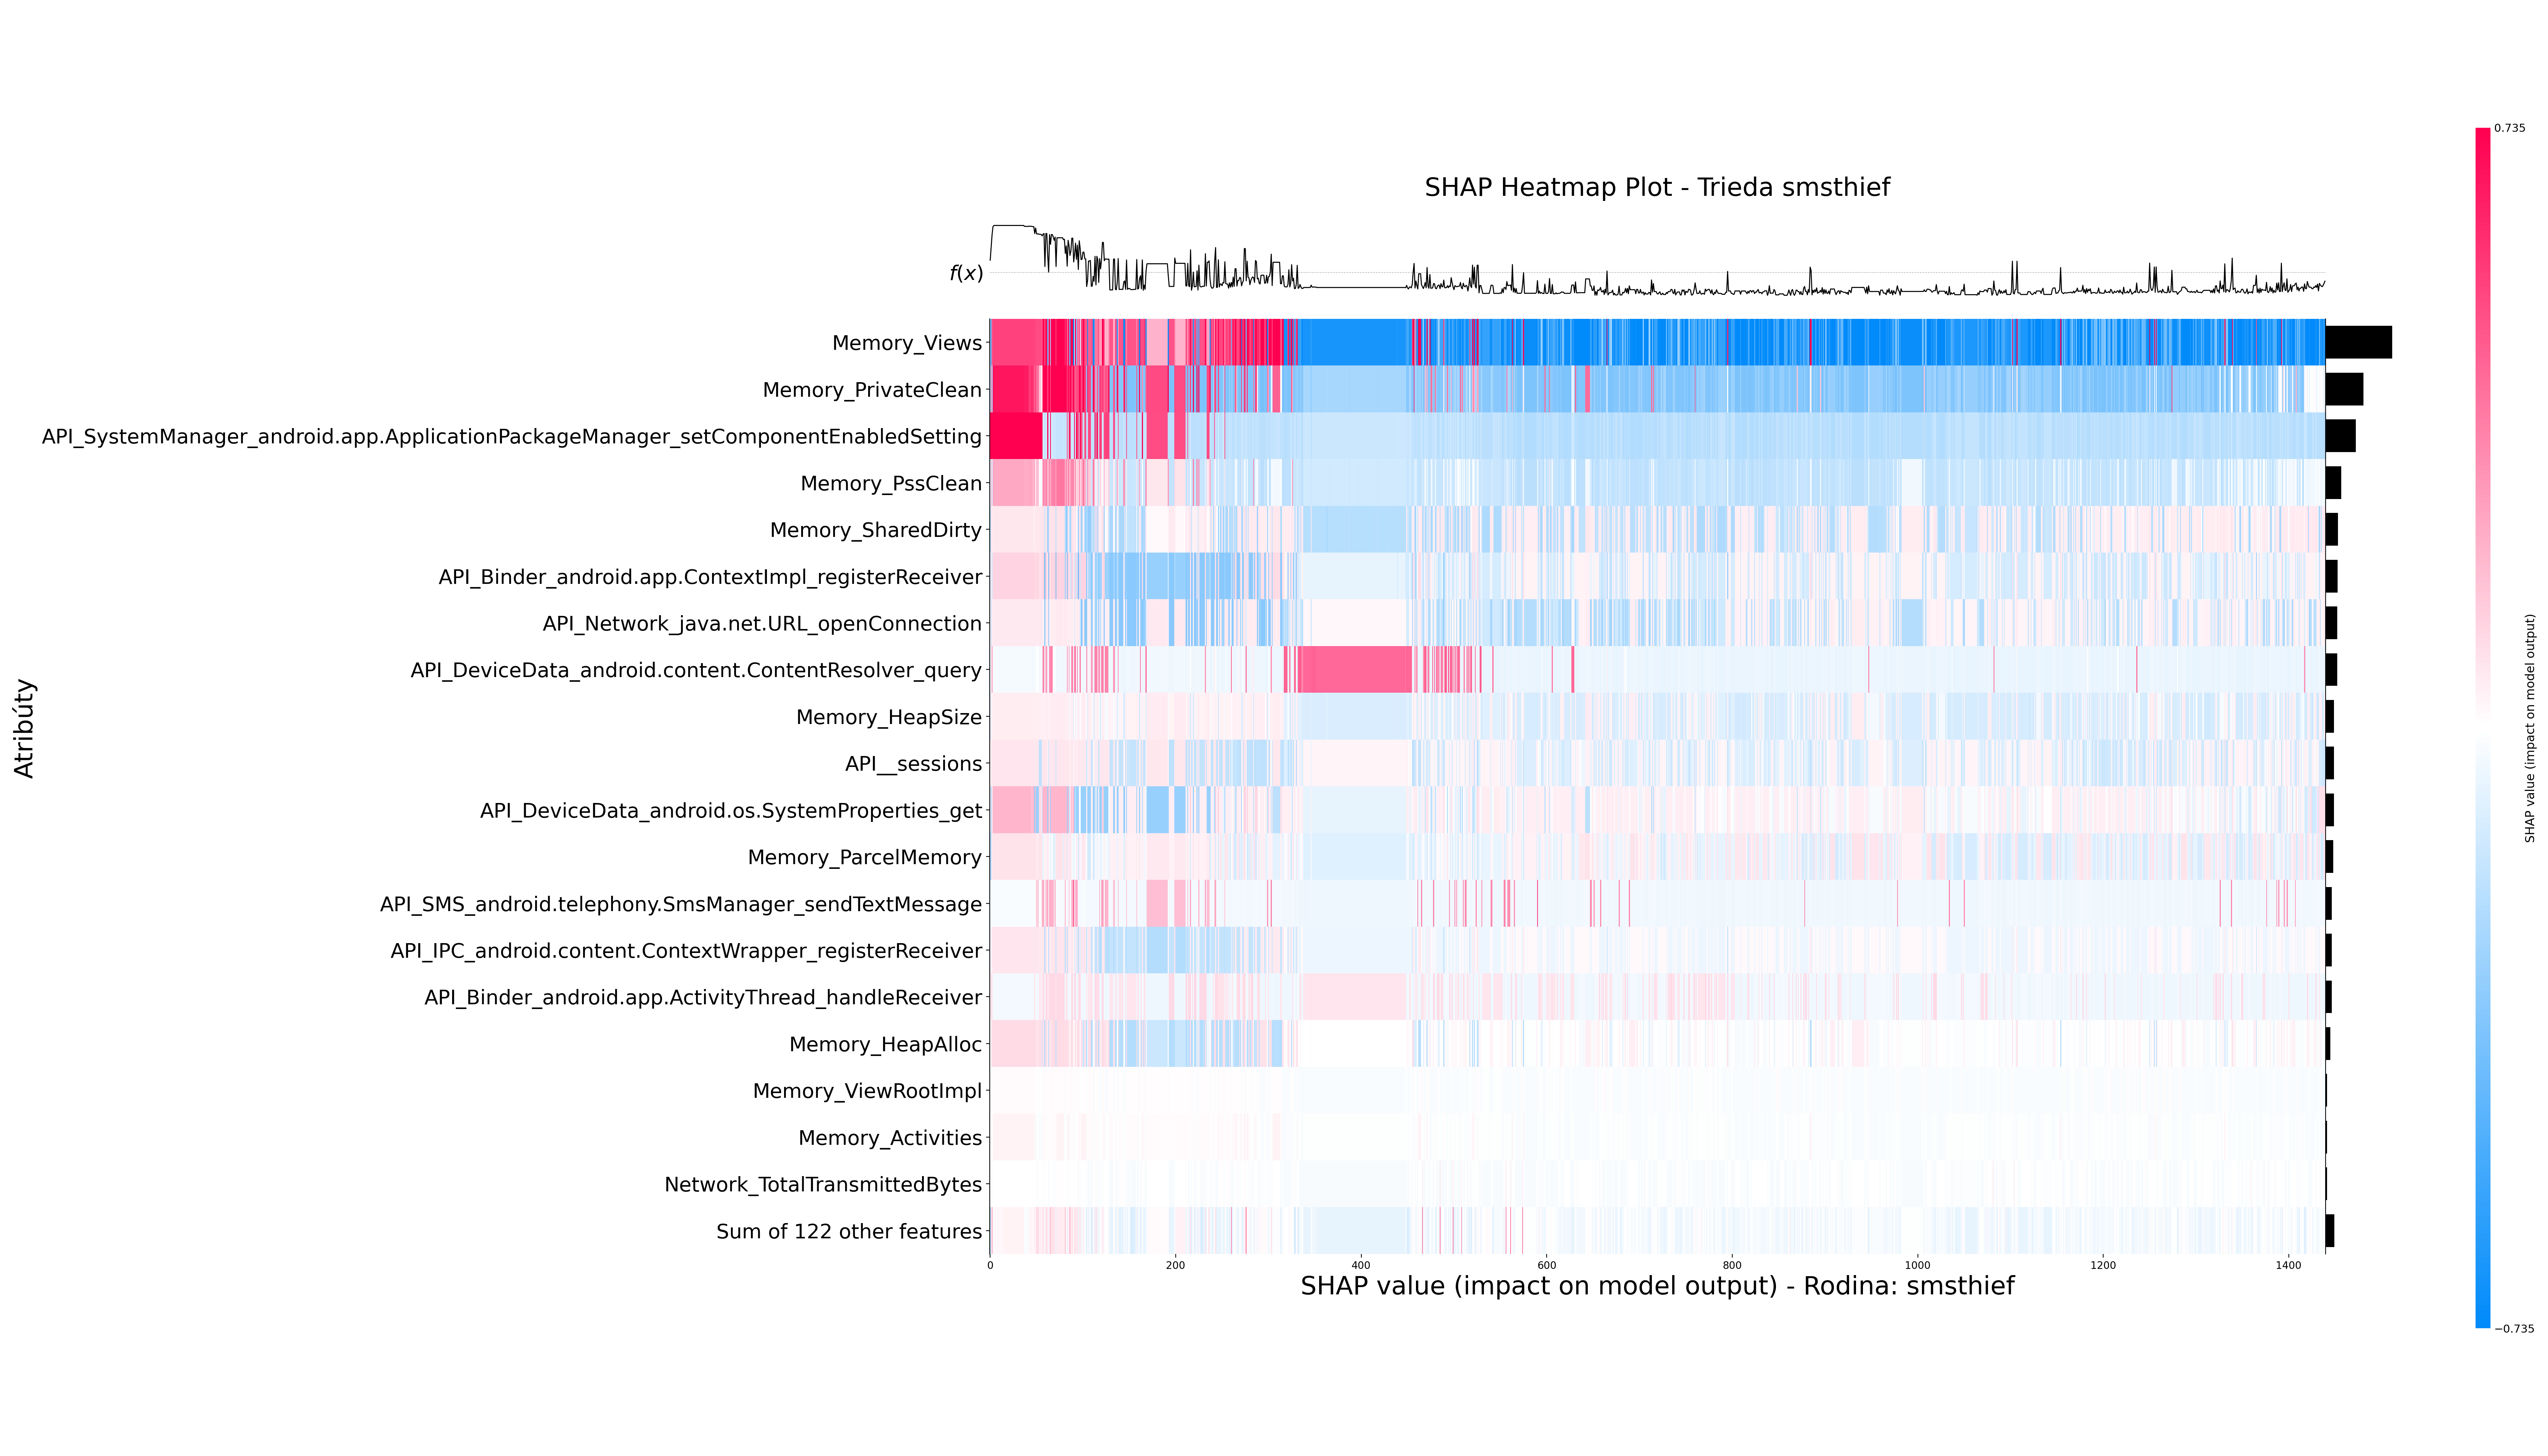 SHAP Heatmap Plot - Trieda smsthief
0.735
f(x)
Memory_Views
Memory_PrivateClean
API_SystemManager_android.app.ApplicationPackageManager_setComponentEnabledSetting
Memory_PssClean
Memory_SharedDirty
API_Binder_android.app.ContextImpl_registerReceiver
API_Network_java.net.URL_openConnection
API_DeviceData_android.content.ContentResolver_query
Memory_HeapSize
API__sessions
API_DeviceData_android.os.SystemProperties_get
Memory_ParcelMemory
API_SMS_android.telephony.SmsManager_sendTextMessage
API_IPC_android.content.ContextWrapper_registerReceiver
API_Binder_android.app.ActivityThread_handleReceiver
Memory_HeapAlloc
Memory_ViewRootImpl
Memory_Activities
Network_TotalTransmittedBytes
Sum of 122 other features
Atribúty
0 200 400 600 800 1000 1200 1400
SHAP value (impact on model output) - Rodina: smsthief
SHAP value (impact on model output)
−0.735